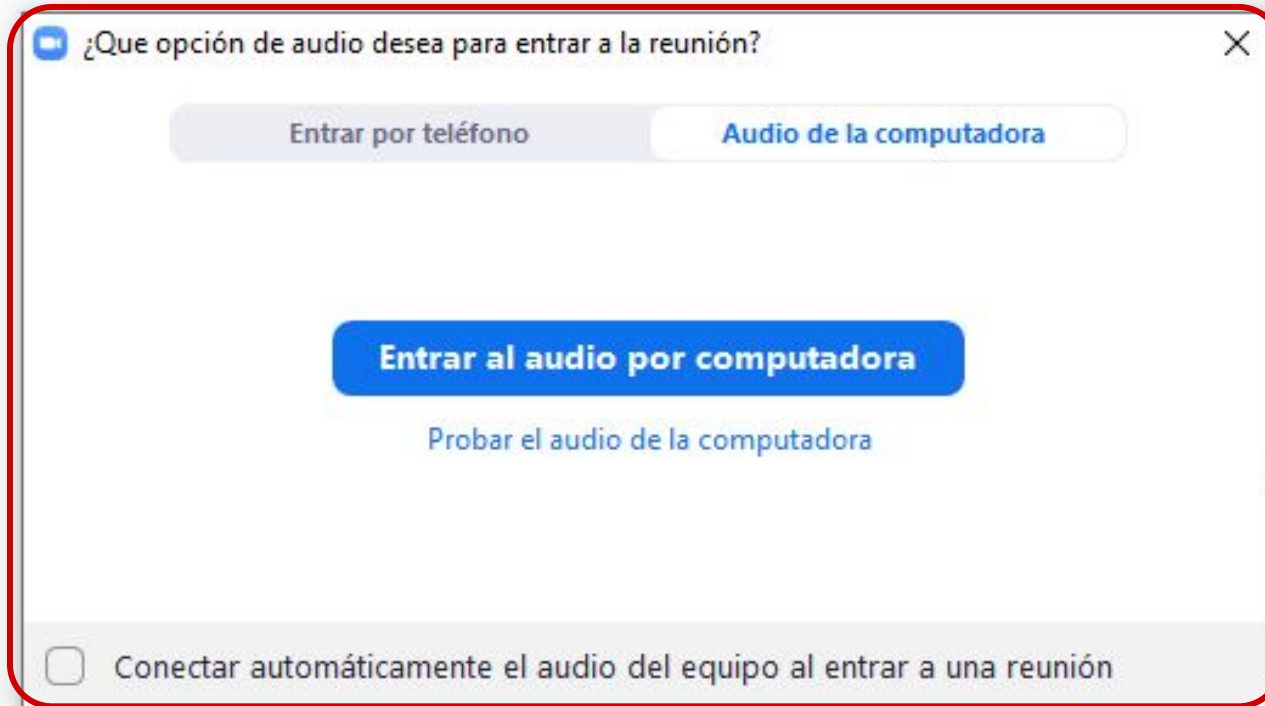 ¿Que opción de audio desea para entrar a la reunión?
Entrar por teléfono
Audio de la computadora
Entrar al audio por computadora
Probar el audio de la computadora
Conectar automáticamente el audio del equipo al entrar a una reunión